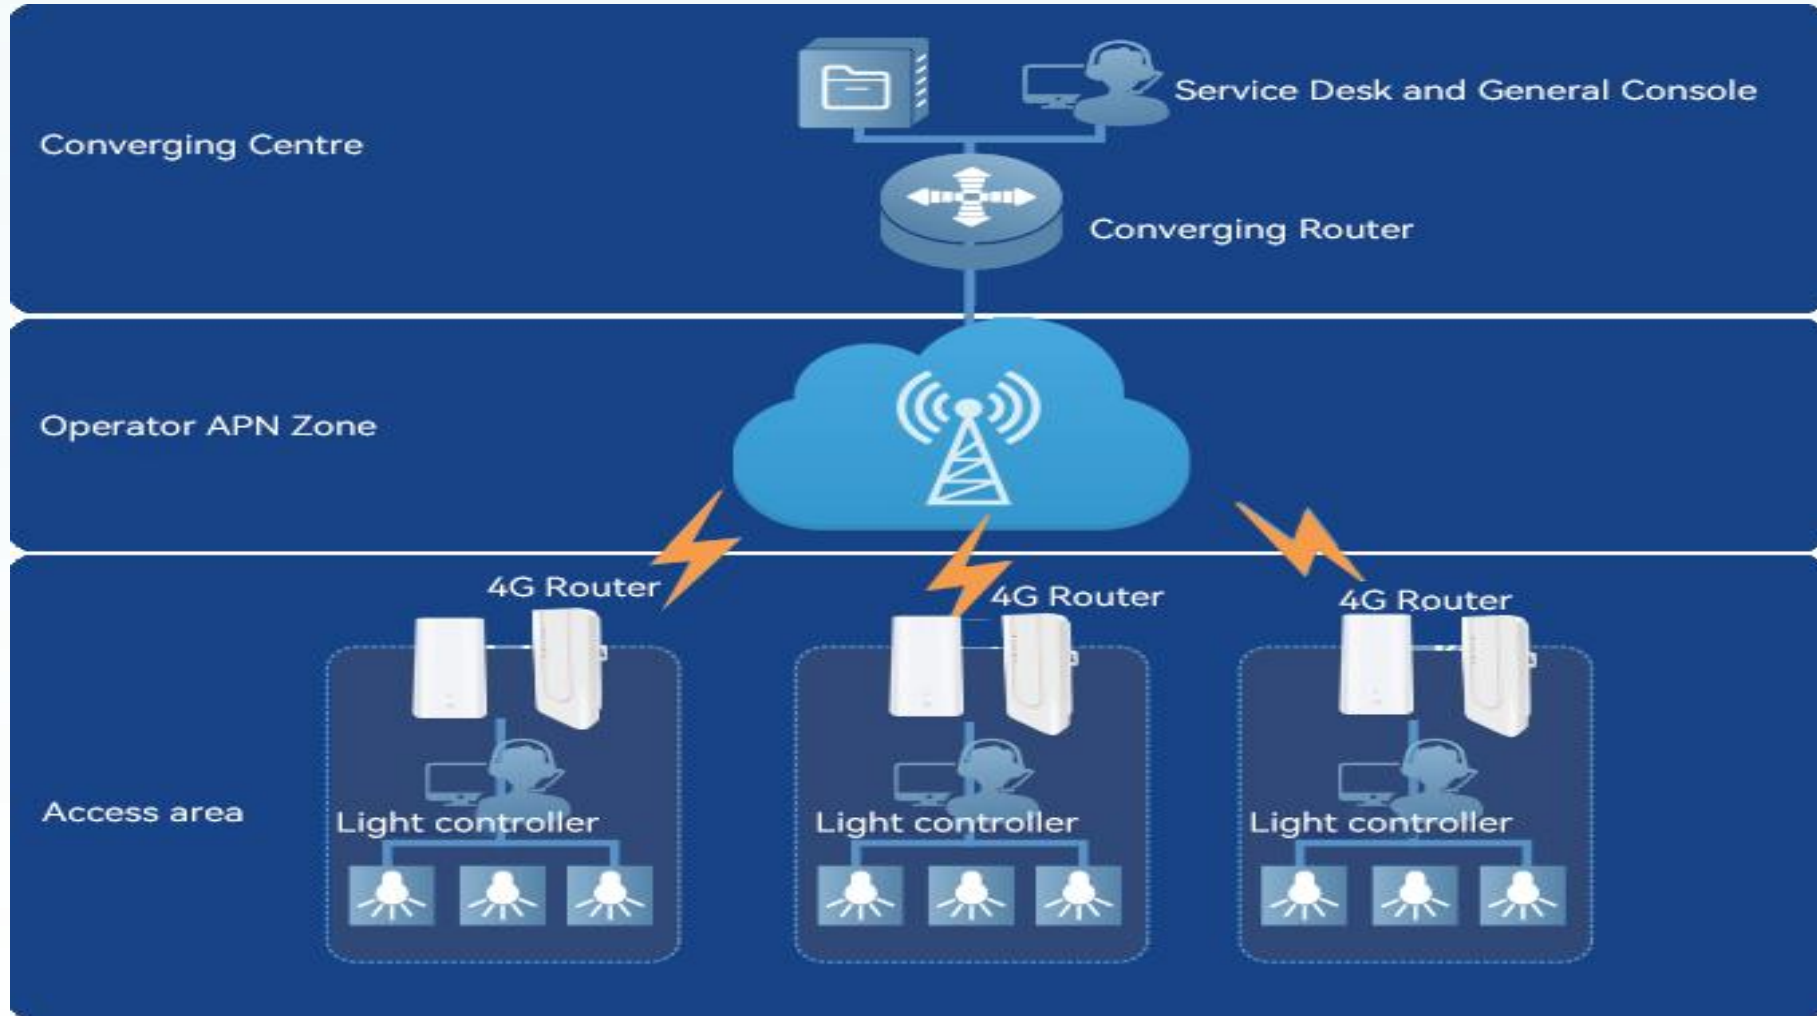 Service Desk and General Console
Converging Centre
Converging Router
Operator APN Zone
4G Router
4G Router
4G Router
Access area
Light controller
Light controller
Light controller